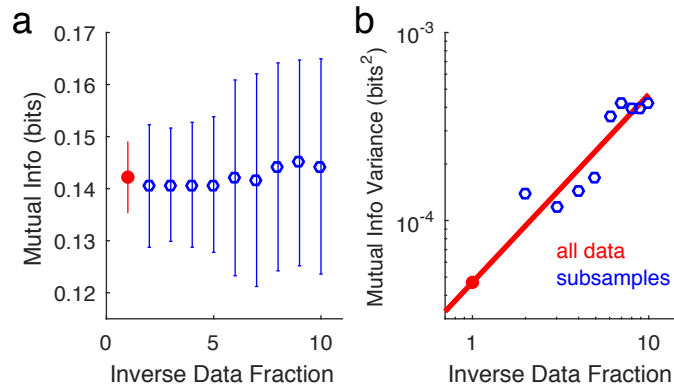 a
0.17
0.16
0.15
0.14
0.13
0.12
Mutual Info (bits)
0
5
10
Inverse Data Fraction
b
10⁻³
10⁻⁴
Mutual Info Variance (bits²)
all data
subsamples
1
10
Inverse Data Fraction